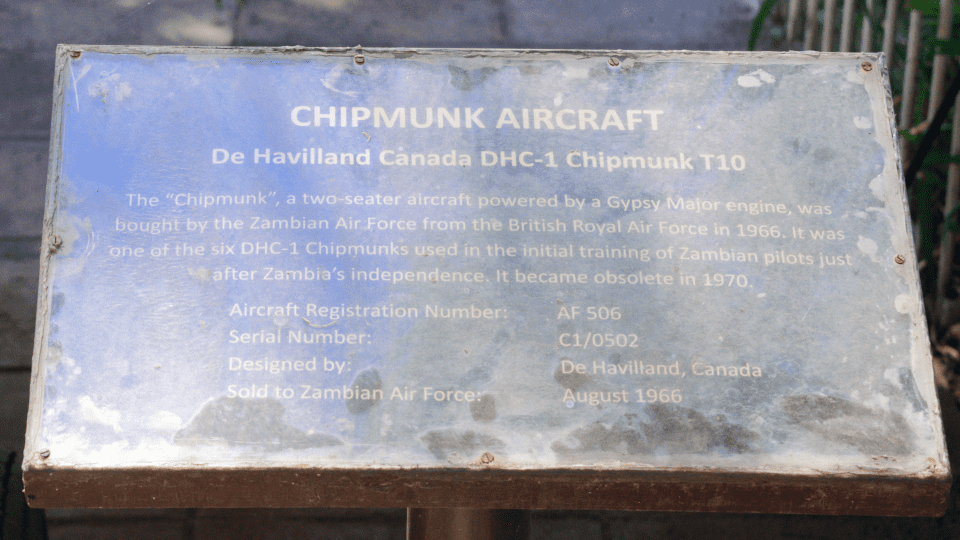 CHIPMUNK AIRCRAFT
De Havilland Canada DHC-1 Chipmunk T10
The “Chipmunk”, a two-seater aircraft powered by a Gypsy Major engine, was
bought by the Zambian Air Force from the British Royal Air Force in 1966. It was
one of the six DHC-1 Chipmunks used in the initial training of Zambian pilots just
after Zambia’s independence. It became obsolete in 1970.
Aircraft Registration Number: AF 506
Serial Number: C1/0502
Designed by: De Havilland, Canada
Sold to Zambian Air Force: August 1966